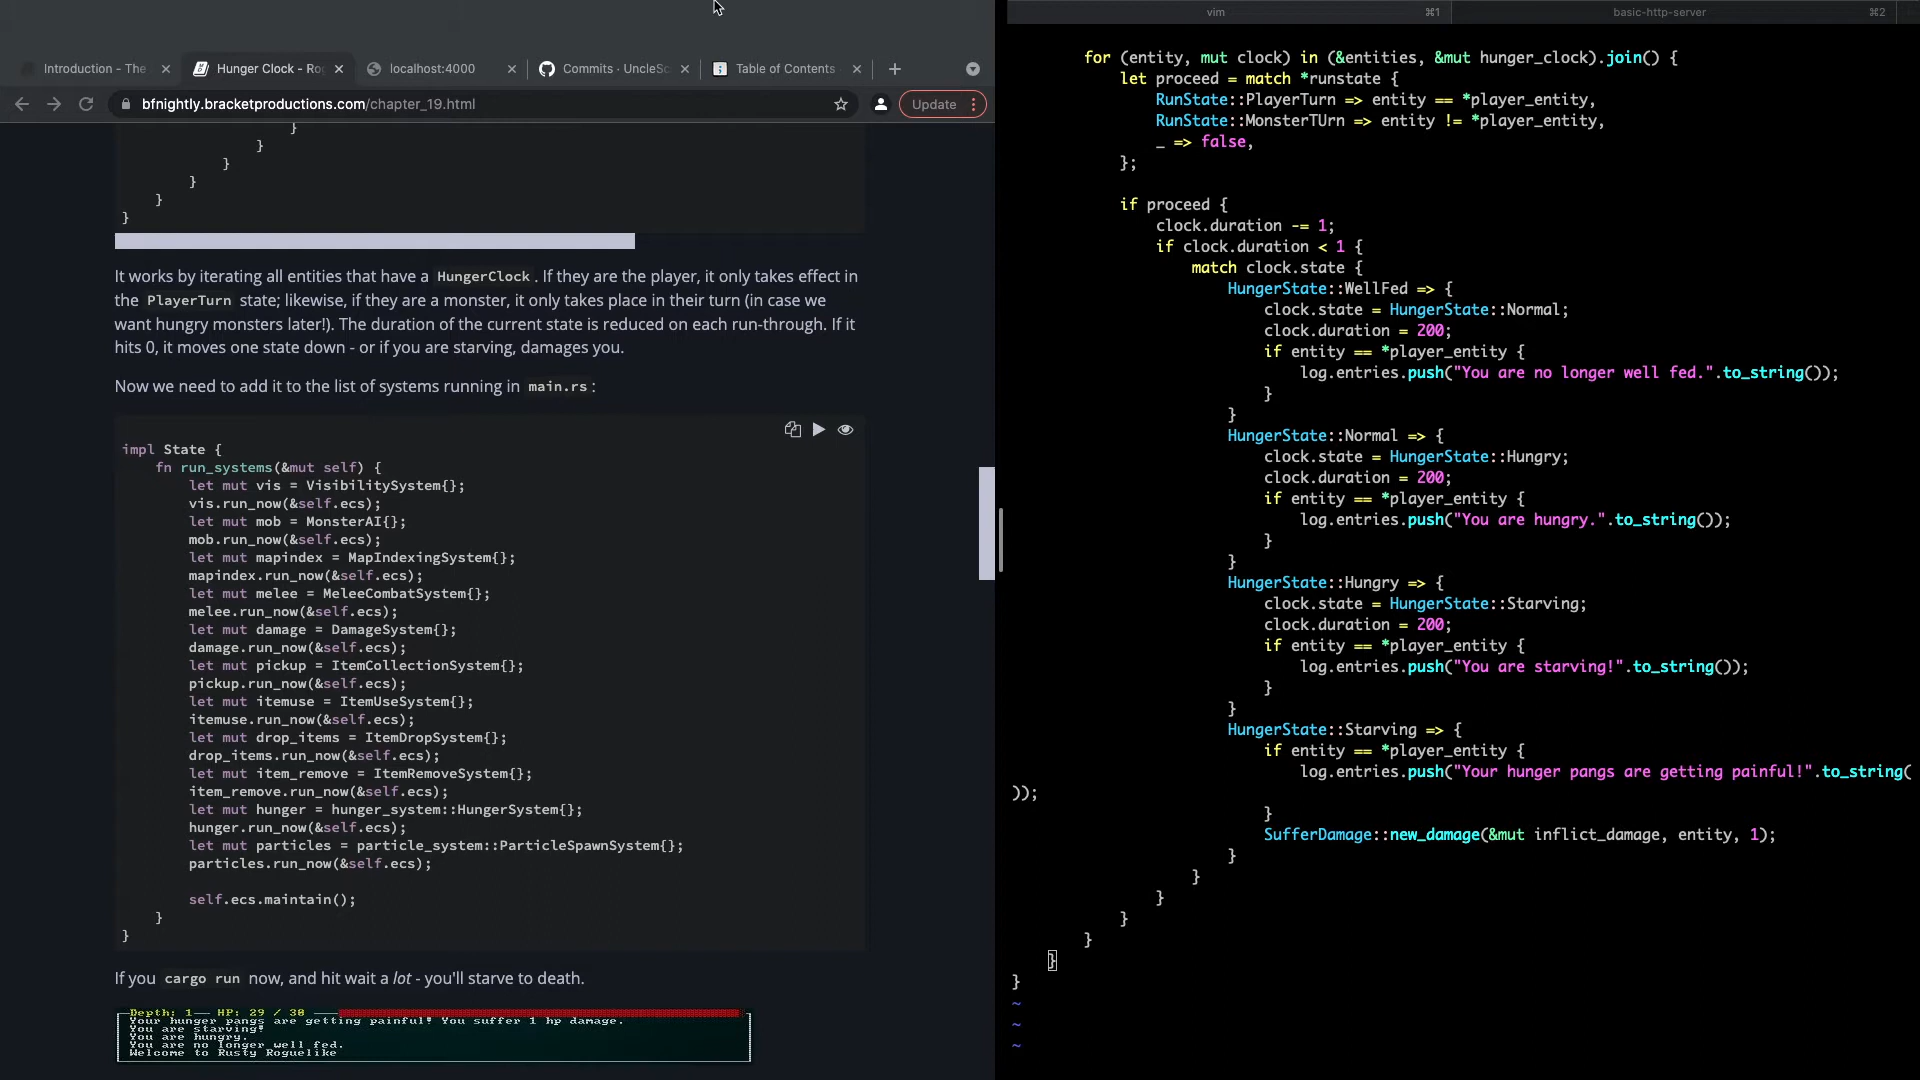 Introduction - The
Hunger Clock - Ro
localhost:4000
Commits · UncleSc
Table of Contents
bfnightly.bracketproductions.com/chapter_19.html
Update
}
}
}
}
}
}
It works by iterating all entities that have a HungerClock. If they are the player, it only takes effect in
the PlayerTurn state; likewise, if they are a monster, it only takes place in their turn (in case we
want hungry monsters later!). The duration of the current state is reduced on each run-through. If it
hits 0, it moves one state down - or if you are starving, damages you.
Now we need to add it to the list of systems running in main.rs:
impl State {
fn run_systems(&mut self) {
let mut vis = VisibilitySystem{};
vis.run_now(&self.ecs);
let mut mob = MonsterAI{};
mob.run_now(&self.ecs);
let mut mapindex = MapIndexingSystem{};
mapindex.run_now(&self.ecs);
let mut melee = MeleeCombatSystem{};
melee.run_now(&self.ecs);
let mut damage = DamageSystem{};
damage.run_now(&self.ecs);
let mut pickup = ItemCollectionSystem{};
pickup.run_now(&self.ecs);
let mut itemuse = ItemUseSystem{};
itemuse.run_now(&self.ecs);
let mut drop_items = ItemDropSystem{};
drop_items.run_now(&self.ecs);
let mut item_remove = ItemRemoveSystem{};
item_remove.run_now(&self.ecs);
let mut hunger = hunger_system::HungerSystem{};
hunger.run_now(&self.ecs);
let mut particles = particle_system::ParticleSpawnSystem{};
particles.run_now(&self.ecs);
self.ecs.maintain();
}
}
If you cargo run now, and hit wait a lot - you'll starve to death.
Depth: 1 HP: 29 / 30
Your hunger pangs are getting painful! You suffer 1 hp damage.
You are starving!
You are hungry.
You are no longer well fed.
Welcome to Rusty Roguelike
vim ⌘1
basic-http-server ⌘2
for (entity, mut clock) in (&entities, &mut hunger_clock).join() {
let proceed = match *runstate {
RunState::PlayerTurn => entity == *player_entity,
RunState::MonsterTUrn => entity != *player_entity,
_ => false,
};
if proceed {
clock.duration -= 1;
if clock.duration < 1 {
match clock.state {
HungerState::WellFed => {
clock.state = HungerState::Normal;
clock.duration = 200;
if entity == *player_entity {
log.entries.push("You are no longer well fed.".to_string());
}
}
HungerState::Normal => {
clock.state = HungerState::Hungry;
clock.duration = 200;
if entity == *player_entity {
log.entries.push("You are hungry.".to_string());
}
}
HungerState::Hungry => {
clock.state = HungerState::Starving;
clock.duration = 200;
if entity == *player_entity {
log.entries.push("You are starving!".to_string());
}
}
HungerState::Starving => {
if entity == *player_entity {
log.entries.push("Your hunger pangs are getting painful!".to_string(
));
}
SufferDamage::new_damage(&mut inflict_damage, entity, 1);
}
}
}
}
}
}
}
~
~
~